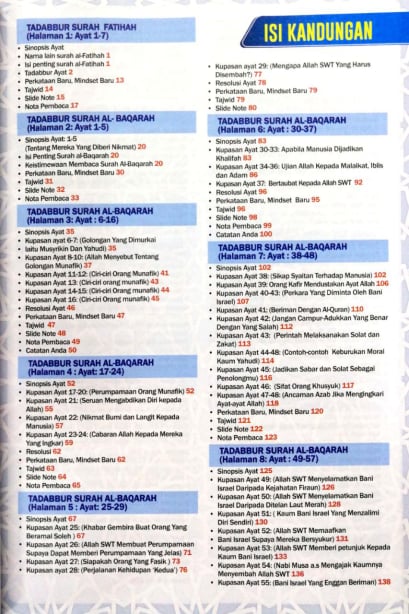 TADABBUR SURAH FATIHAH
(Halaman 1: Ayat 1-7)
• Sinopsis Ayat
• Nama lain surah al-Fatihah 1
• Isi penting surah al-Fatihah 1
• Tadabbur Ayat 2
• Perkataan Baru, Mindset Baru 13
• Tajwid 14
• Slide Note 15
• Nota Pembaca 17
TADABBUR SURAH AL- BAQARAH
(Halaman 2: Ayat 1-5)
• Sinopsis Ayat: 1-5
(Tentang Mereka Yang Diberi Nikmat) 20
• Isi Penting Surah al-Baqarah 20
• Keistimewaan Membaca Surah Al-Baqarah 20
• Perkataan Baru, Mindset Baru 30
• Tajwid 31
• Slide Note 32
• Nota Pembaca 33
TADABBUR SURAH AL-BAQARAH
(Halaman 3: Ayat : 6-16)
• Sinopsis Ayat 35
• Kupasan ayat 6-7: (Golongan Yang Dimurkai
Iaitu Musyrikin Dan Yahudi) 35
• Kupasan Ayat 8-10: (Allah Menyebut Tentang
Golongan Munafik) 37
• Kupasan Ayat 11-12: (Ciri-ciri Orang Munafik) 41
• Kupasan Ayat 13: (Ciri-ciri orang munafik) 43
• Kupasan Ayat 14-15: (Ciri-ciri Orang munafik) 44
• Kupasan Ayat 16: (Ciri-ciri orang munafik) 45
• Resolusi Ayat 46
• Perkataan Baru, Mindset Baru 47
• Tajwid 47
• Slide Note 48
• Nota Pembaca 49
• Catatan Anda 50
TADABBUR SURAH AL-BAQARAH
(Halaman 4 : Ayat: 17-24)
• Sinopsis Ayat 52
• Kupasan Ayat 17-20: (Perumpamaan Orang Munafik) 52
• Kupasan Ayat 21: (Seruan Mengabdikan Diri kepada
Allah) 55
• Kupasan Ayat 22: (Nikmat Bumi dan Langit Kepada
Manusia) 57
• Kupasan Ayat 23-24: (Cabaran Allah Kepada Mereka
Yang Ingkar) 59
• Resolusi 62
• Perkataan Baru, Mindset Baru 62
• Tajwid 63
• Slide Note 64
• Nota Pembaca 65
TADABBUR SURAH AL-BAQARAH
(Halaman 5 : Ayat: 25-29)
• Sinopsis Ayat 67
• Kupasan Ayat 25: (Khabar Gembira Buat Orang Yang
Beramal Soleh ) 67
• Kupasan Ayat 26: (Allah SWT Membuat Perumpamaan
Supaya Dapat Memberi Perumpamaan Yang Jelas) 71
• Kupasan Ayat 27: (Siapakah Orang Yang Fasik ) 73
• Kupasan ayat 28: (Perjalanan Kehidupan 'Kedua') 76
ISI KANDUNGAN
• Kupasan ayat 29: (Mengapa Allah SWT Yang Harus
Disembah?) 77
• Resolusi Ayat 78
• Perkataan Baru, Mindset Baru 79
• Tajwid 79
• Slide Note 80
TADABBUR SURAH AL-BAQARAH
(Halaman 6: Ayat : 30-37)
• Sinopsis Ayat 83
• Kupasan Ayat 30-33: Apabila Manusia Dijadikan
Khalifah 83
• Kupasan Ayat 34-36: Ujian Allah Kepada Malaikat, Iblis
dan Adam 86
• Kupasan Ayat 37: Bertaubat Kepada Allah SWT 92
• Resolusi Ayat 96
• Perkataan Baru, Mindset Baru 95
• Tajwid 96
• Slide Note 98
• Nota Pembaca 99
• Catatan Anda 100
TADABBUR SURAH AL-BAQARAH
(Halaman 7: Ayat : 38-48)
• Sinopsis Ayat 102
• Kupasan Ayat 38: (Sikap Syaitan Terhadap Manusia) 102
• Kupasan Ayat 39: Orang Kafir Mendustakan Ayat Allah 106
• Kupasan Ayat 40-43: (Perkara Yang Diminta Oleh Bani
Israel) 107
• Kupasan Ayat 41: (Beriman Dengan Al-Quran) 110
• Kupasan Ayat 42: (Jangan Campur-Adukkan Yang Benar
Dengan Yang Salah) 112
• Kupasan Ayat 43: (Perintah Melaksanakan Solat dan
Zakat) 113
• Kupasan Ayat 44-48: (Contoh-contoh Keburukan Moral
Kaum Yahudi) 114
• Kupasan Ayat 45: (Jadikan Sabar dan Solat Sebagai
Penolongmu) 116
• Kupasan Ayat 46: (Sifat Orang Khusyuk) 117
• Kupasan Ayat 47-48: (Ancaman Azab Jika Mengingkari
Ayat-ayat Allah) 118
• Perkataan Baru, Mindset Baru 120
• Tajwid 121
• Slide Note 122
• Nota Pembaca 123
TADABBUR SURAH AL-BAQARAH
(Halaman 8: Ayat : 49-57)
• Sinopsis Ayat 125
• Kupasan Ayat 49: (Allah SWT Menyelamatkan Bani
Israel Daripada Kejahatan Firaun) 126
• Kupasan Ayat 50: (Allah SWT Menyelamatkan Bani
Israel Daripada Ditelan Laut Merah) 128
• Kupasan Ayat 51: ( Kaum Bani Israel Yang Menzalimi
Diri Sendiri) 130
• Kupasan Ayat 52: (Allah SWT Memaafkan
• Bani Israel Supaya Mereka Bersyukur) 131
• Kupasan Ayat 53: (Allah SWT Memberi petunjuk Kepada
Kaum Bani Israel) 133
• Kupasan Ayat 54: (Nabi Musa a.s Mengajak Kaumnya
Menyembah Allah SWT 136
• Kupasan Ayat 55: (Bani Israel Yang Enggan Beriman) 138